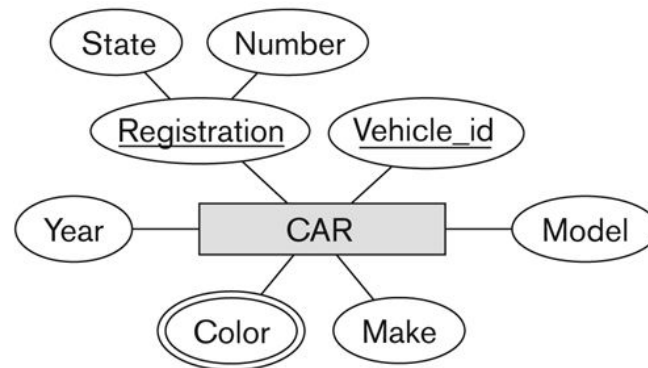 State
Number
Registration
Vehicle_id
Year
CAR
Model
Color
Make